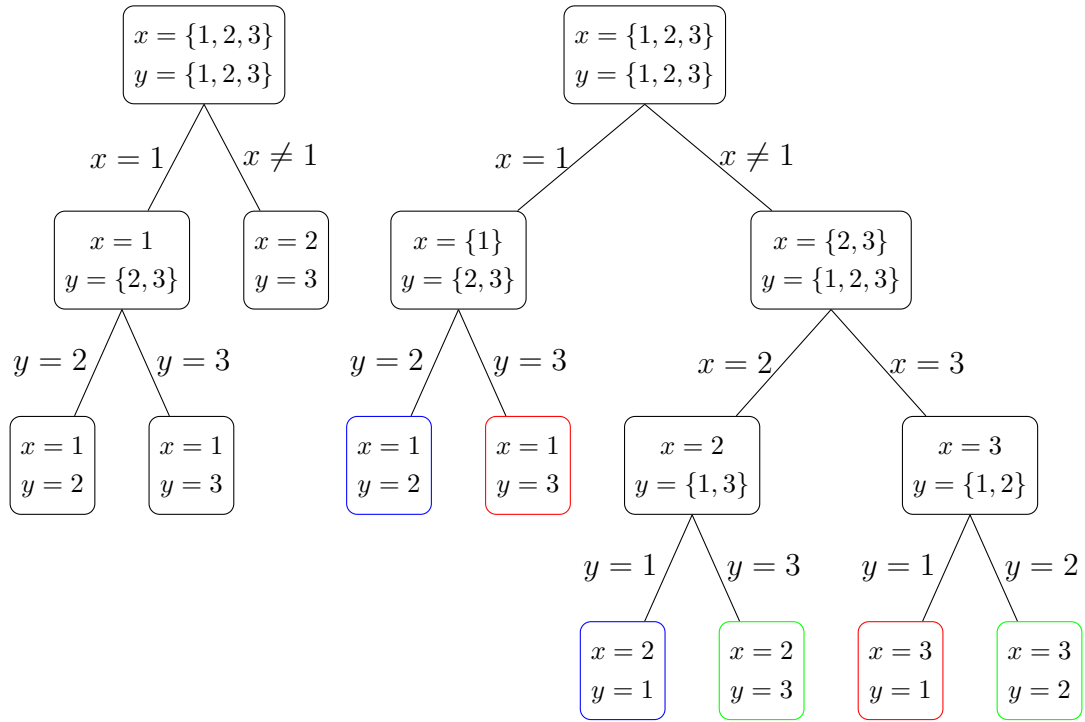 x = {1, 2, 3}
y = {1, 2, 3}
x = 1
x ≠ 1
x = 1
y = {2, 3}
x = 2
y = 3
y = 2
y = 3
x = 1
y = 2
x = 1
y = 3
x = {1, 2, 3}
y = {1, 2, 3}
x = 1
x ≠ 1
x = {1}
y = {2, 3}
x = {2, 3}
y = {1, 2, 3}
y = 2
y = 3
x = 2
x = 3
x = 1
y = 2
x = 1
y = 3
x = 2
y = {1, 3}
x = 3
y = {1, 2}
y = 1
y = 3
y = 1
y = 2
x = 2
y = 1
x = 2
y = 3
x = 3
y = 1
x = 3
y = 2